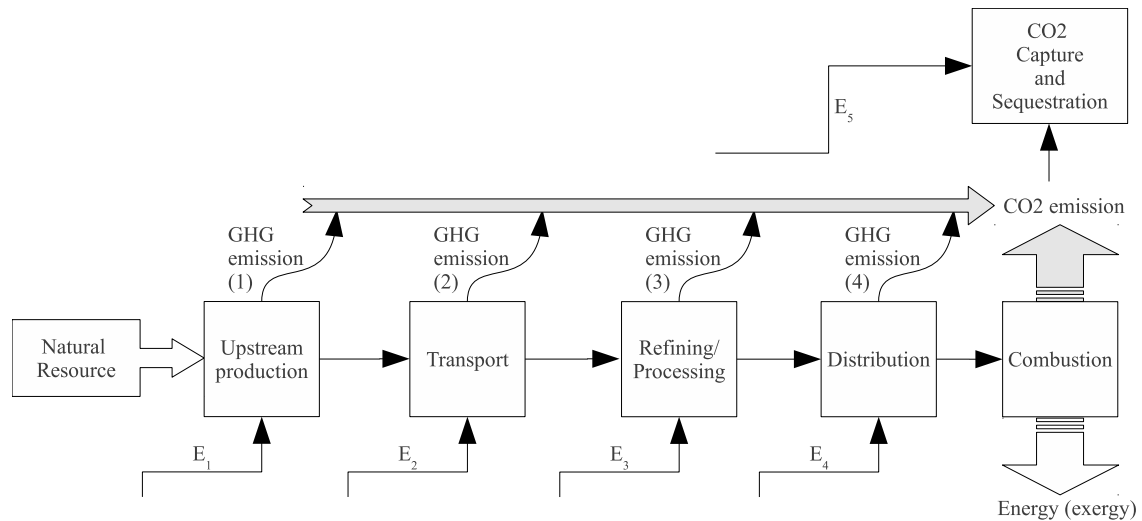 CO2
Capture
and
Sequestration
E₅
CO2 emission
GHG
emission
(1)
GHG
emission
(2)
GHG
emission
(3)
GHG
emission
(4)
Natural
Resource
Upstream
production
Transport
Refining/
Processing
Distribution
Combustion
E₁
E₂
E₃
E₄
Energy (exergy)